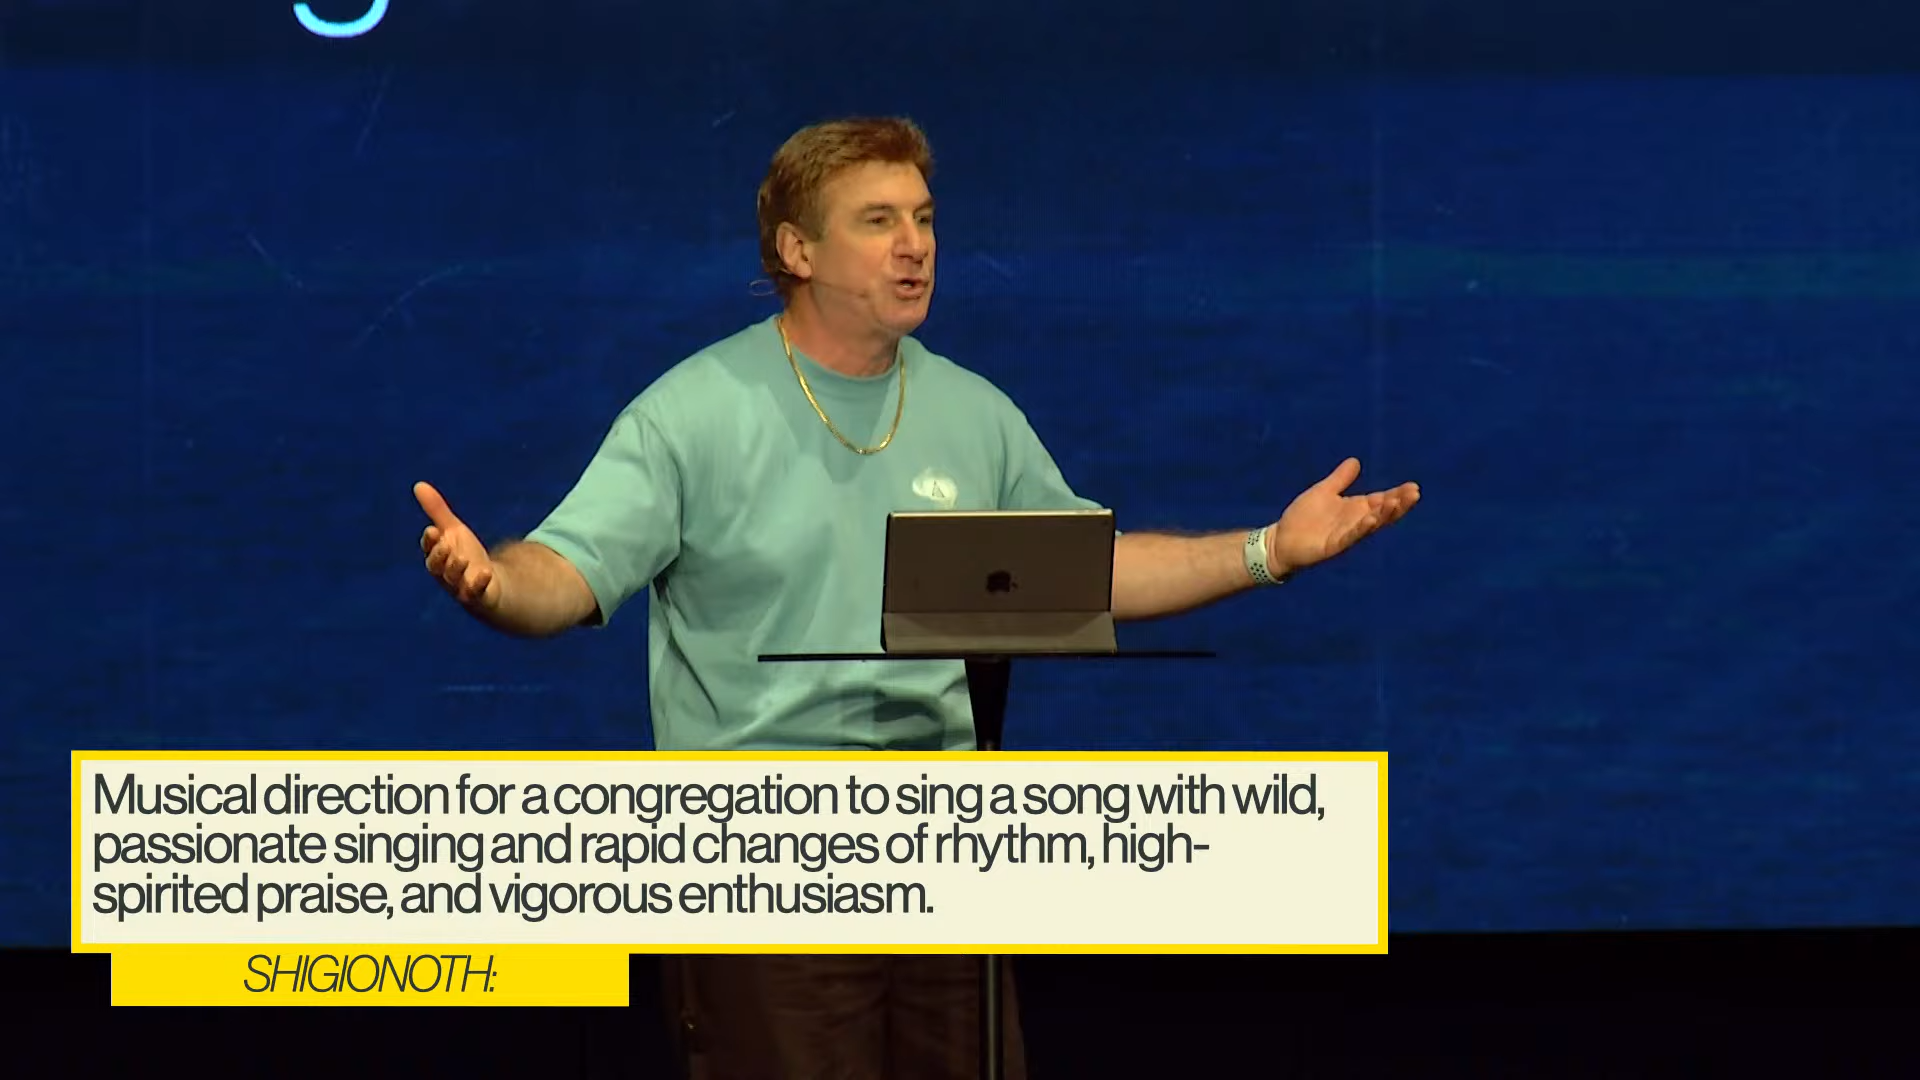 Musical direction for a congregation to sing a song with wild,
passionate singing and rapid changes of rhythm, high-
spirited praise, and vigorous enthusiasm.
SHIGIONOTH: